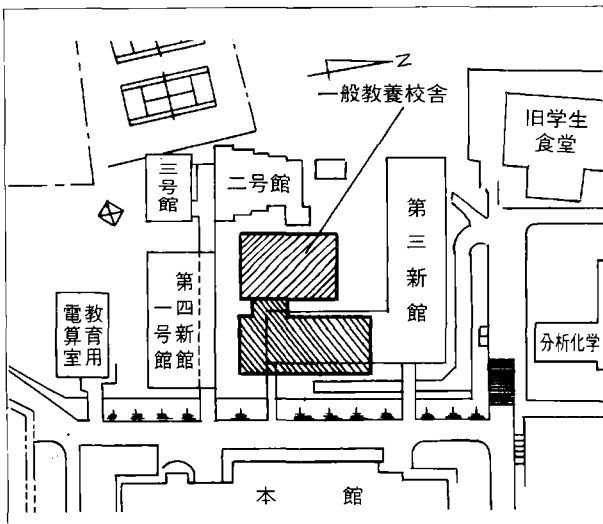 N
一般教養校舎
旧学生
食堂
三号館
二号館
第三新館
第四新館
一号館
教育用
電算室
分析化学
本館